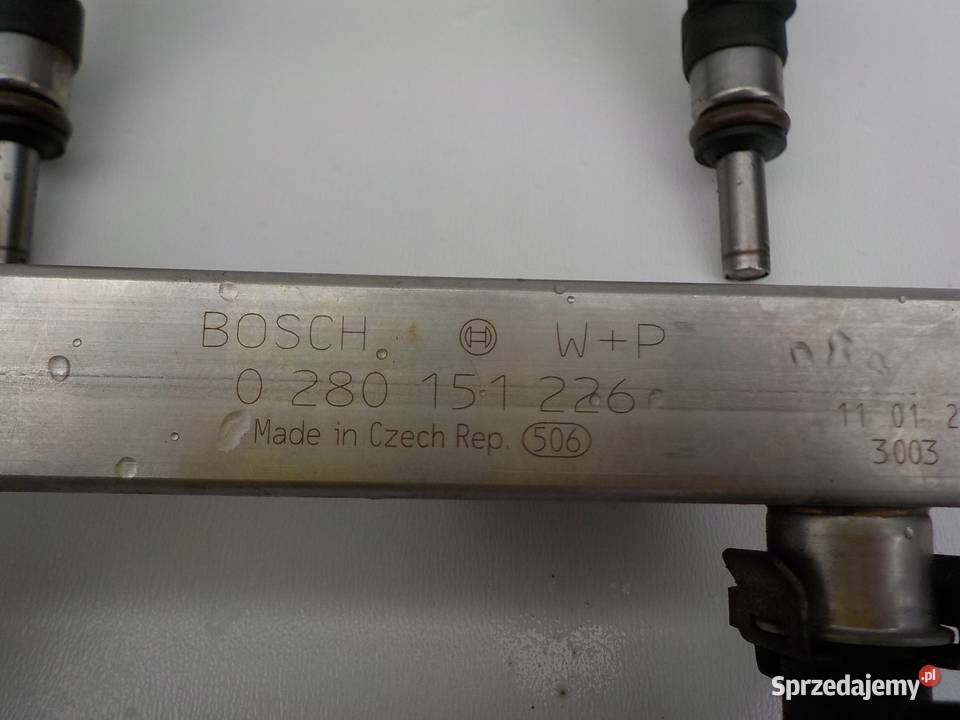 BOSCH H W+P
0 280 151 226
Made in Czech Rep. 506
11 01 2
3003
Sprzedajemy.pl